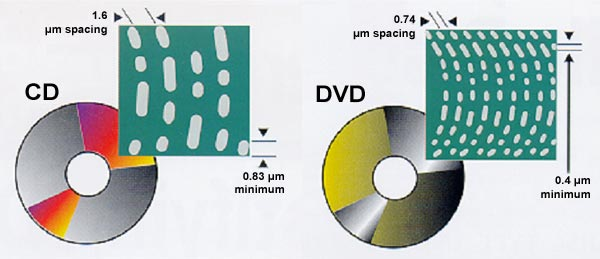 1.6
µm spacing
CD
0.83 µm
minimum
0.74
µm spacing
DVD
0.4 µm
minimum